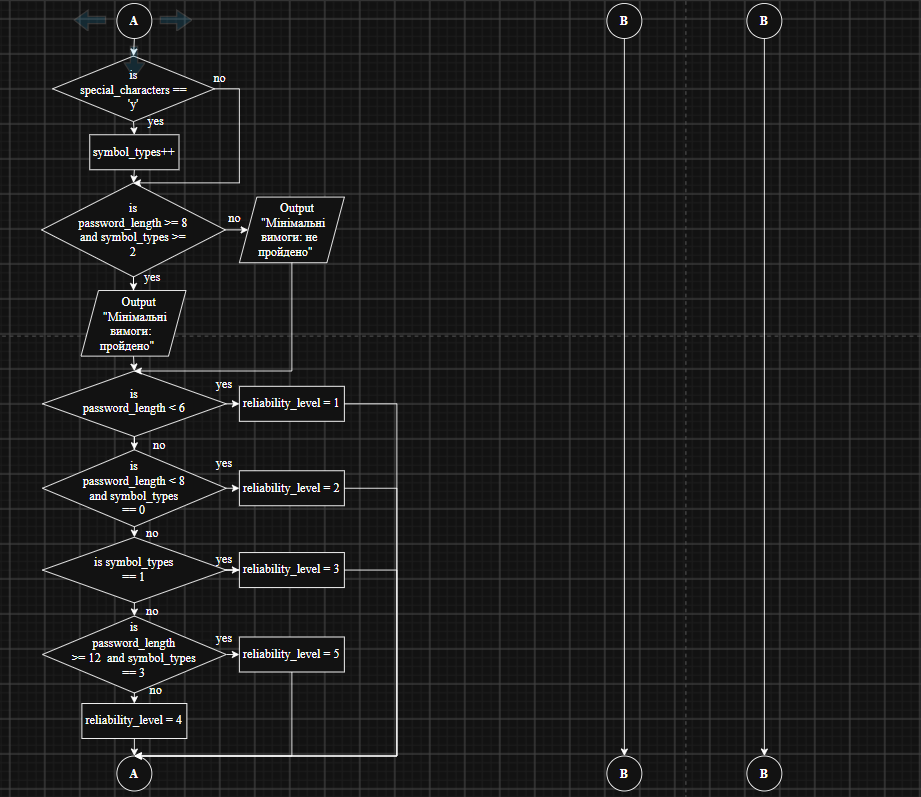 A
B
B
is
special_characters ==
'y'
no
yes
symbol_types++
is
password_length >= 8
and symbol_types >=
2
no
Output
"Мінімальні
вимоги: не
пройдено"
yes
Output
"Мінімальні
вимоги:
пройдено"
is
password_length < 6
yes
reliability_level = 1
no
is
password_length < 8
and symbol_types
== 0
yes
reliability_level = 2
no
is symbol_types
== 1
yes
reliability_level = 3
no
is
password_length
>= 12 and symbol_types
== 3
yes
reliability_level = 5
no
reliability_level = 4
A
B
B